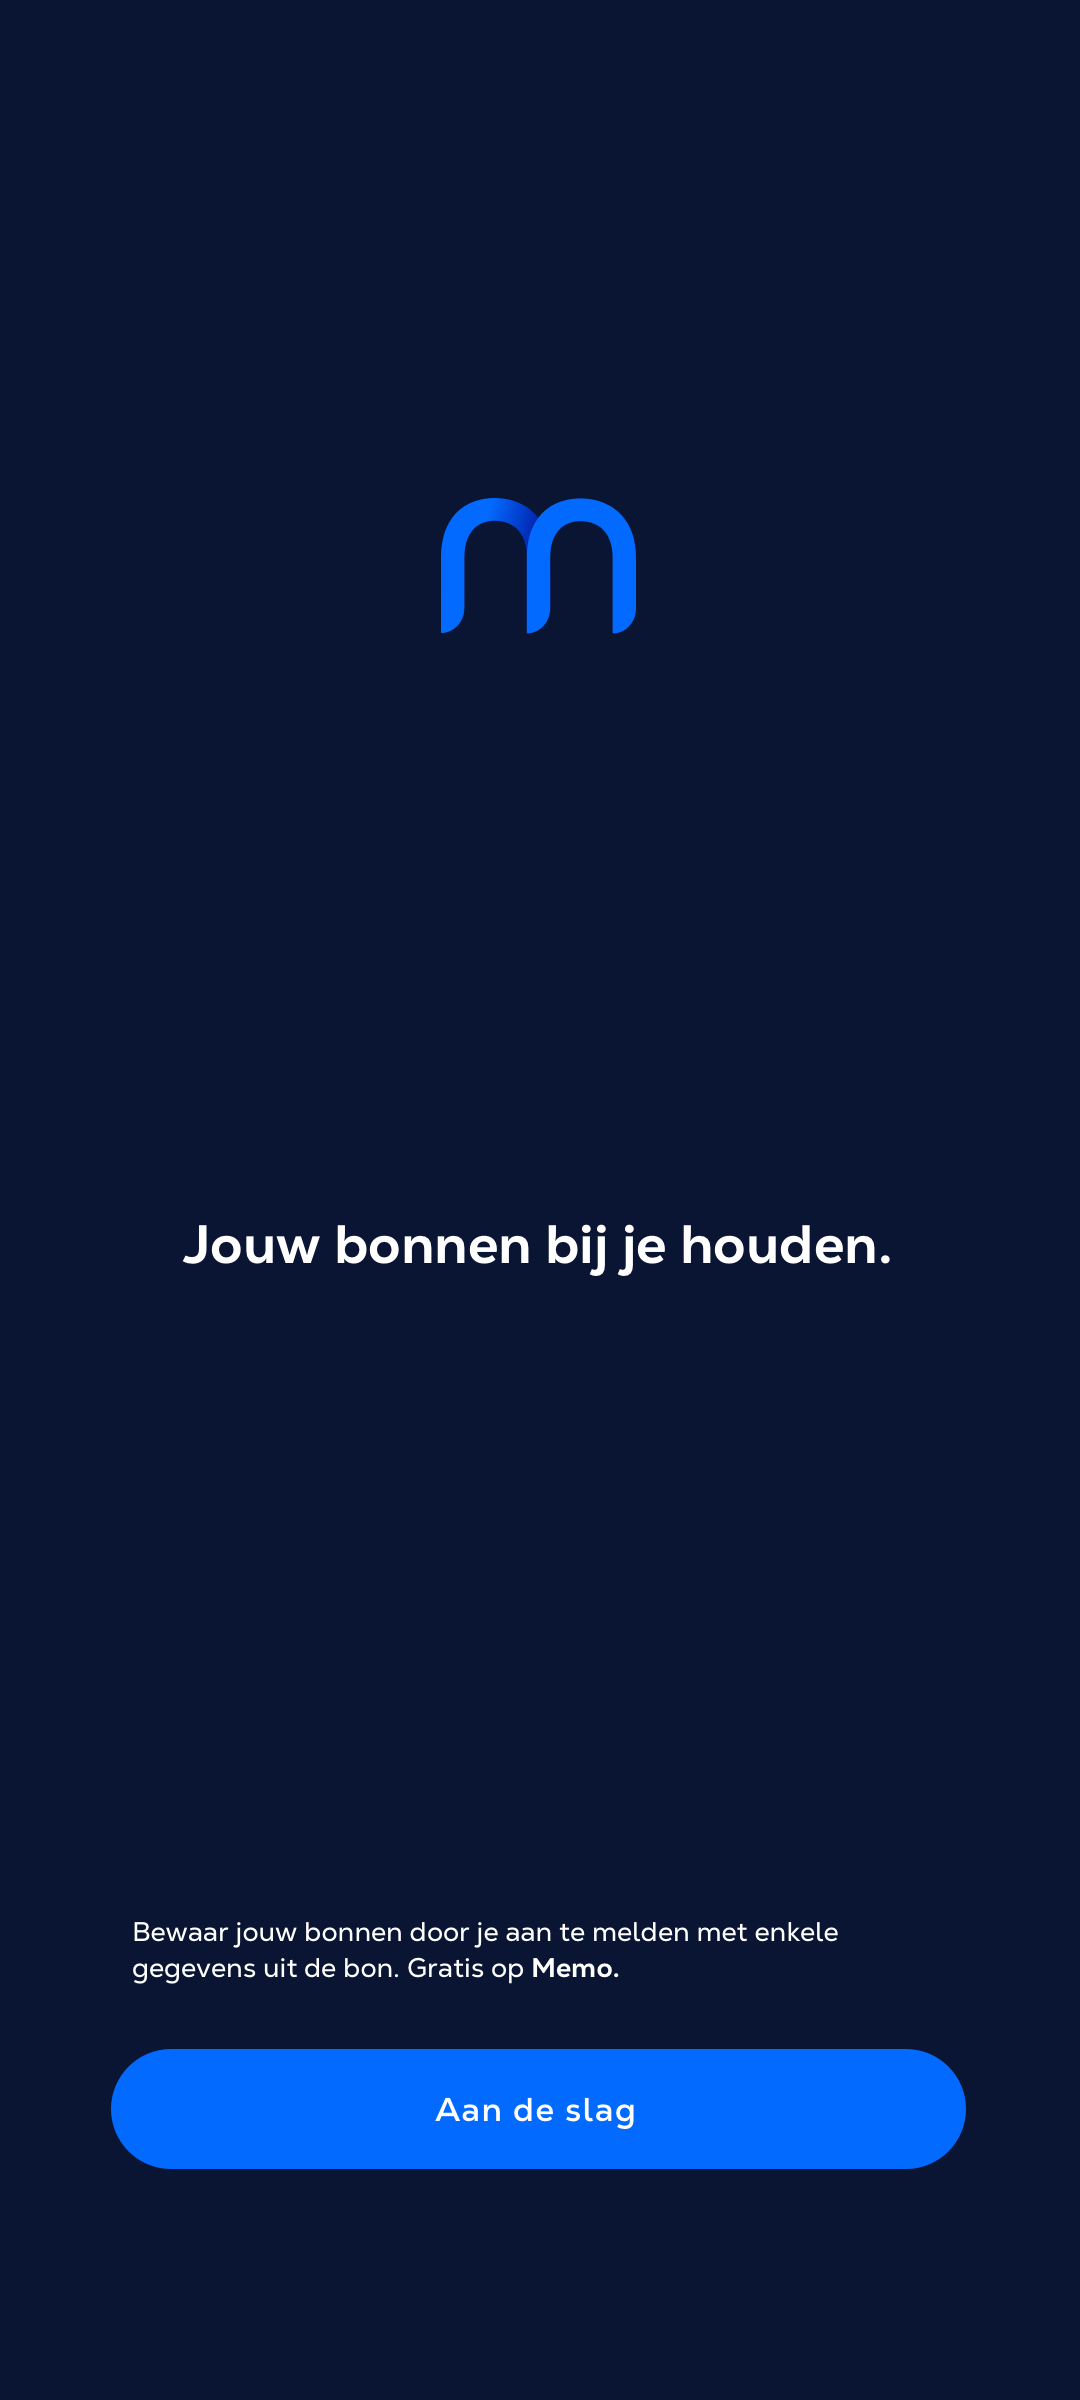 m
Jouw bonnen bij je houden.
Bewaar jouw bonnen door je aan te melden met enkele
gegevens uit de bon. Gratis op Memo.
Aan de slag